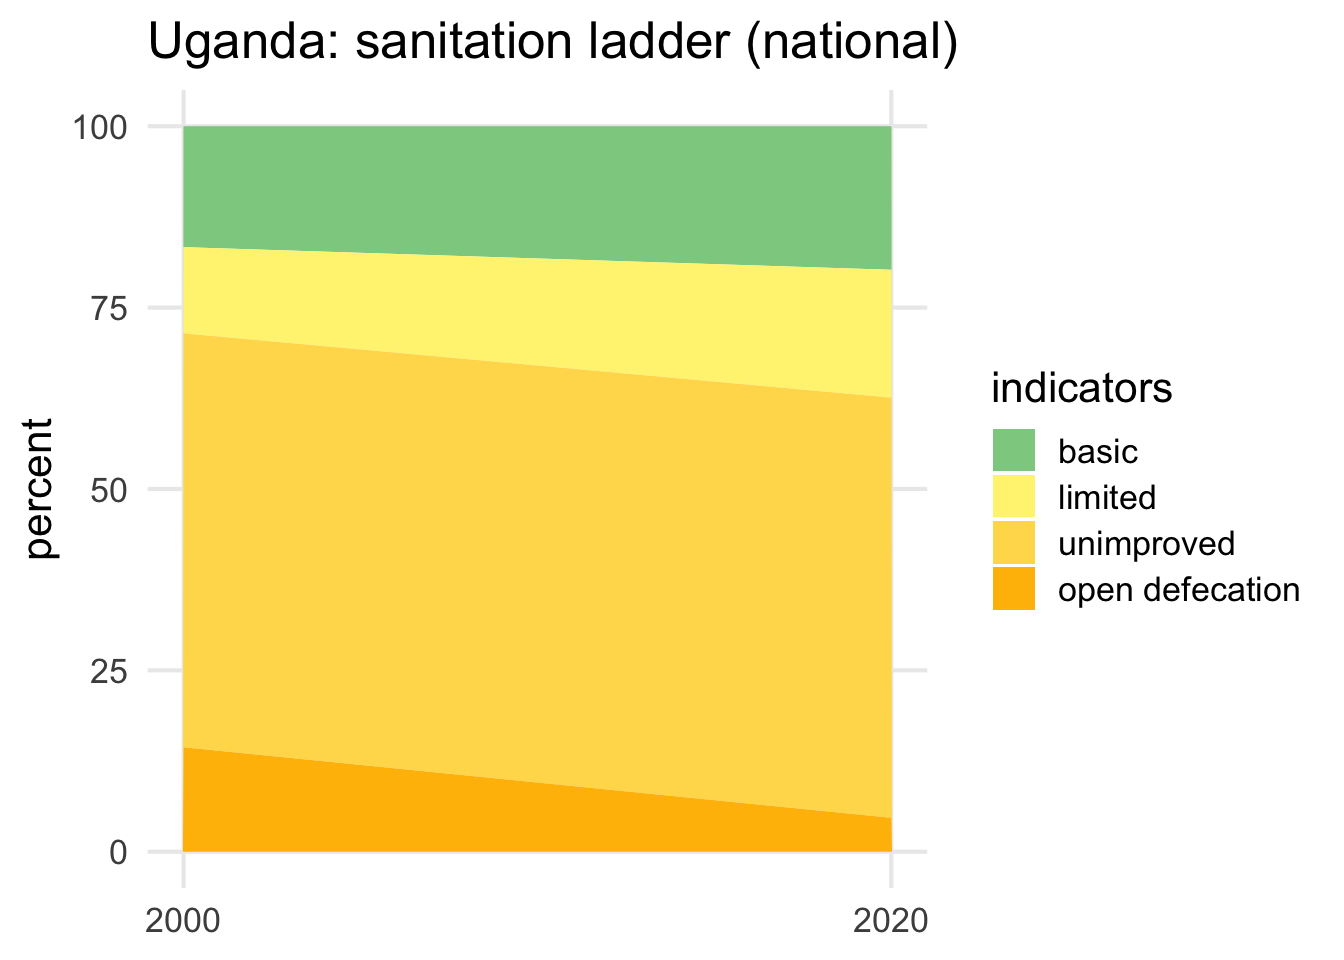 Uganda: sanitation ladder (national)
100
75
50
25
0
percent
2000
2020
indicators
basic
limited
unimproved
open defecation